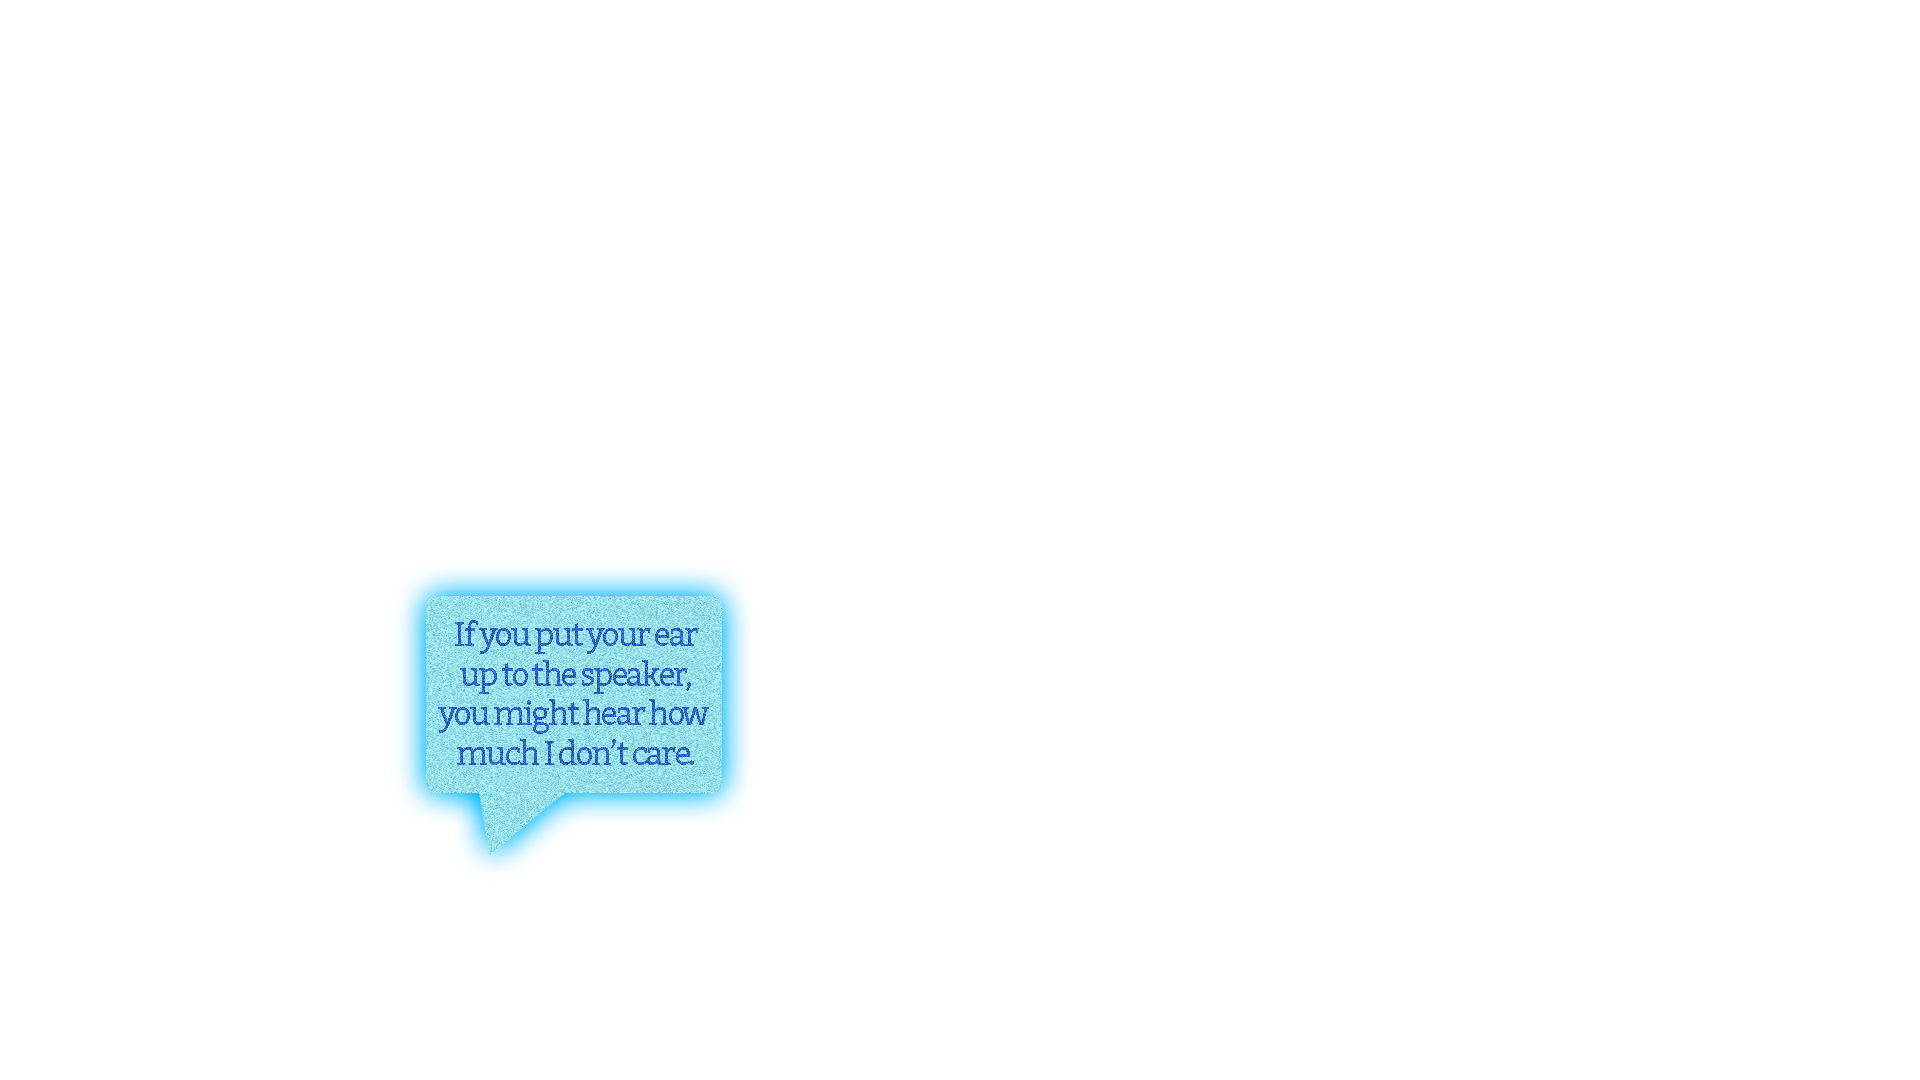 If you put your ear
up to the speaker,
you might hear how
much I don’t care.